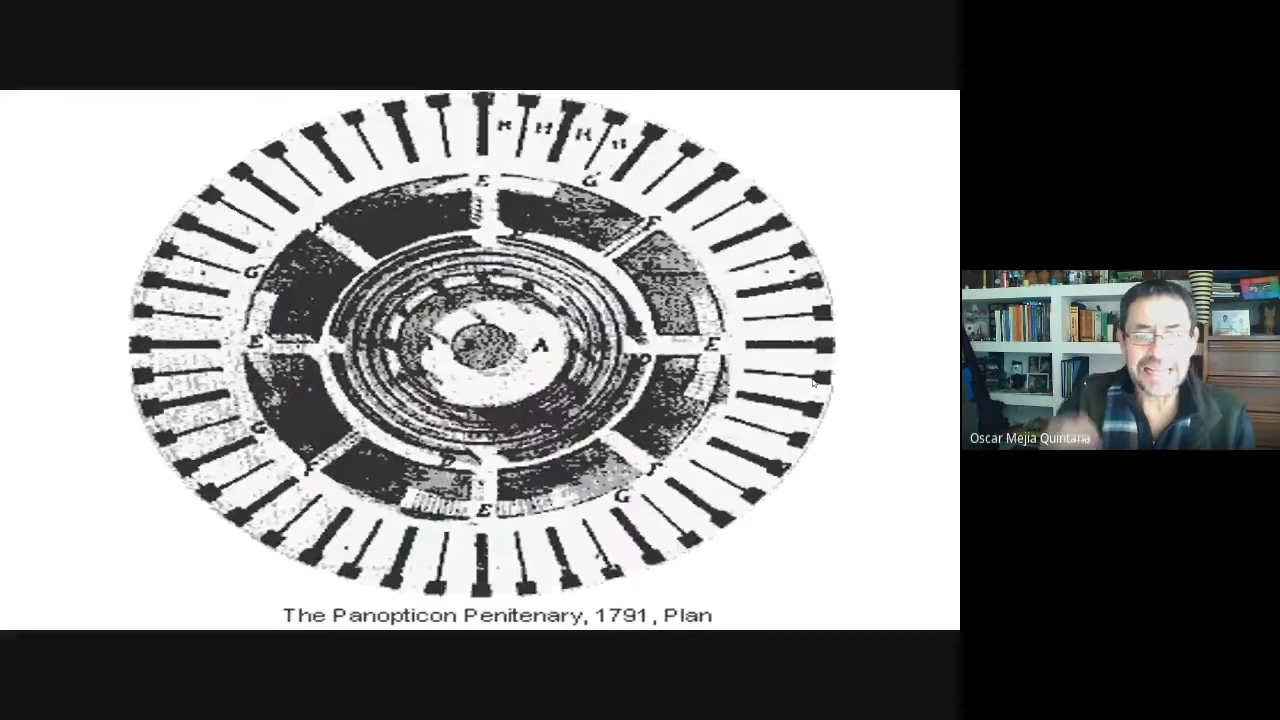 H H H H
E
G
F
G
A
E
E
D
G
D
E
G
The Panopticon Penitenary, 1791, Plan
Oscar Mejia Quintana